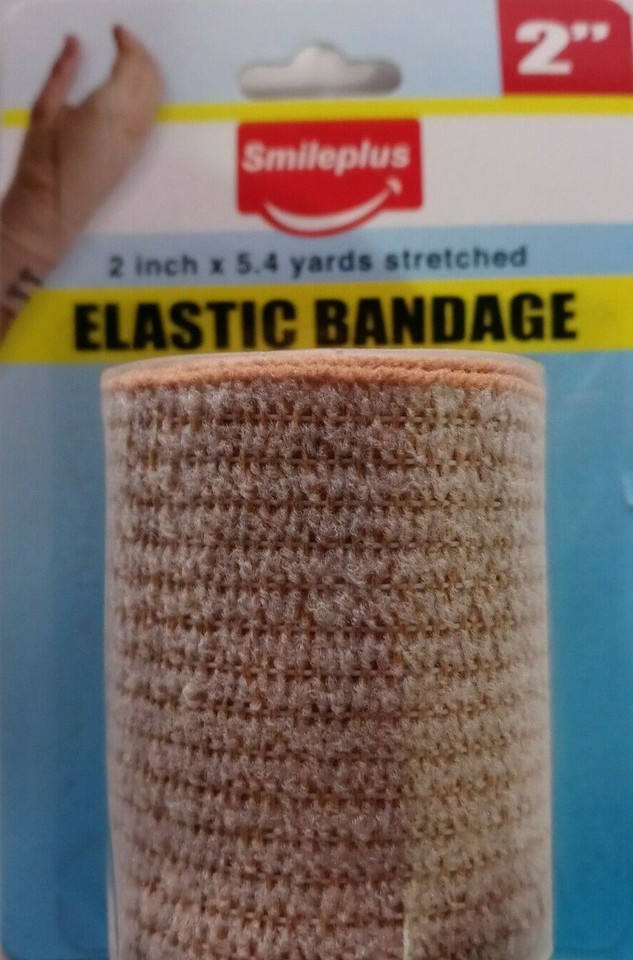 2"
Smileplus
2 inch x 5.4 yards stretched
ELASTIC BANDAGE